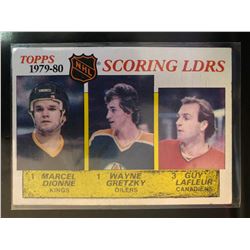 TOPPS
1979-80
NHL
SCORING LDRS
1 MARCEL
DIONNE
KINGS
1 WAYNE
GRETZKY
OILERS
3 GUY
LAFLEUR
CANADIENS